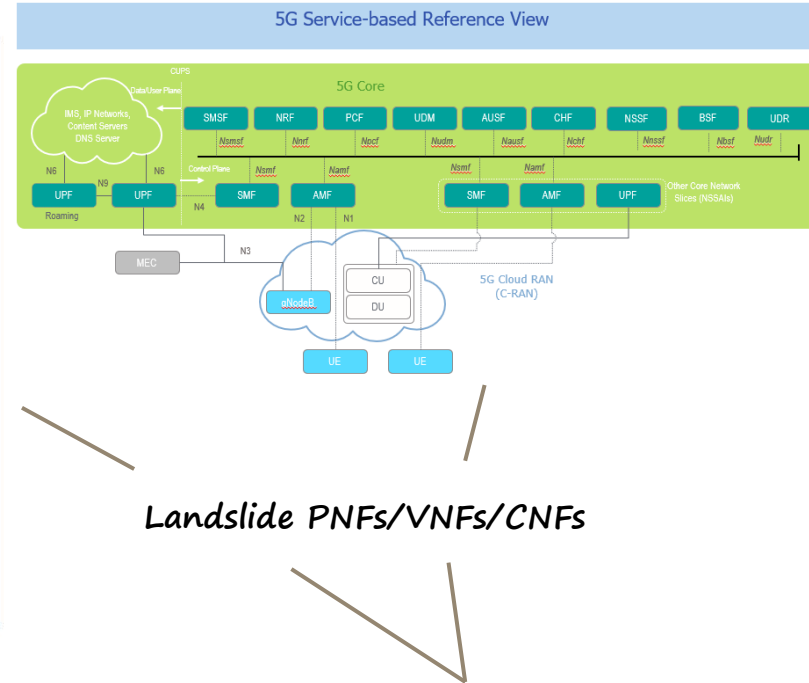 5G Service-based Reference View
CUPS
5G Core
Data/User Plane
IMS, IP Networks,
Content Servers
DNS Server
SMSF NRF PCF UDM AUSF CHF NSSF BSF UDR
Nsmsf Nnrf Npcf Nudm Nausf Nchf Nnssf Nbsf Nudr
N6 N6 Control Plane Nsmf Namf Nsmf Namf
N9
UPF UPF N4 SMF AMF SMF AMF UPF
Other Core Network
Slices (NSSAIs)
Roaming N2 N1
MEC N3
CU
5G Cloud RAN
(C-RAN)
gNodeB DU
UE UE
Landslide PNFs/VNFs/CNFs